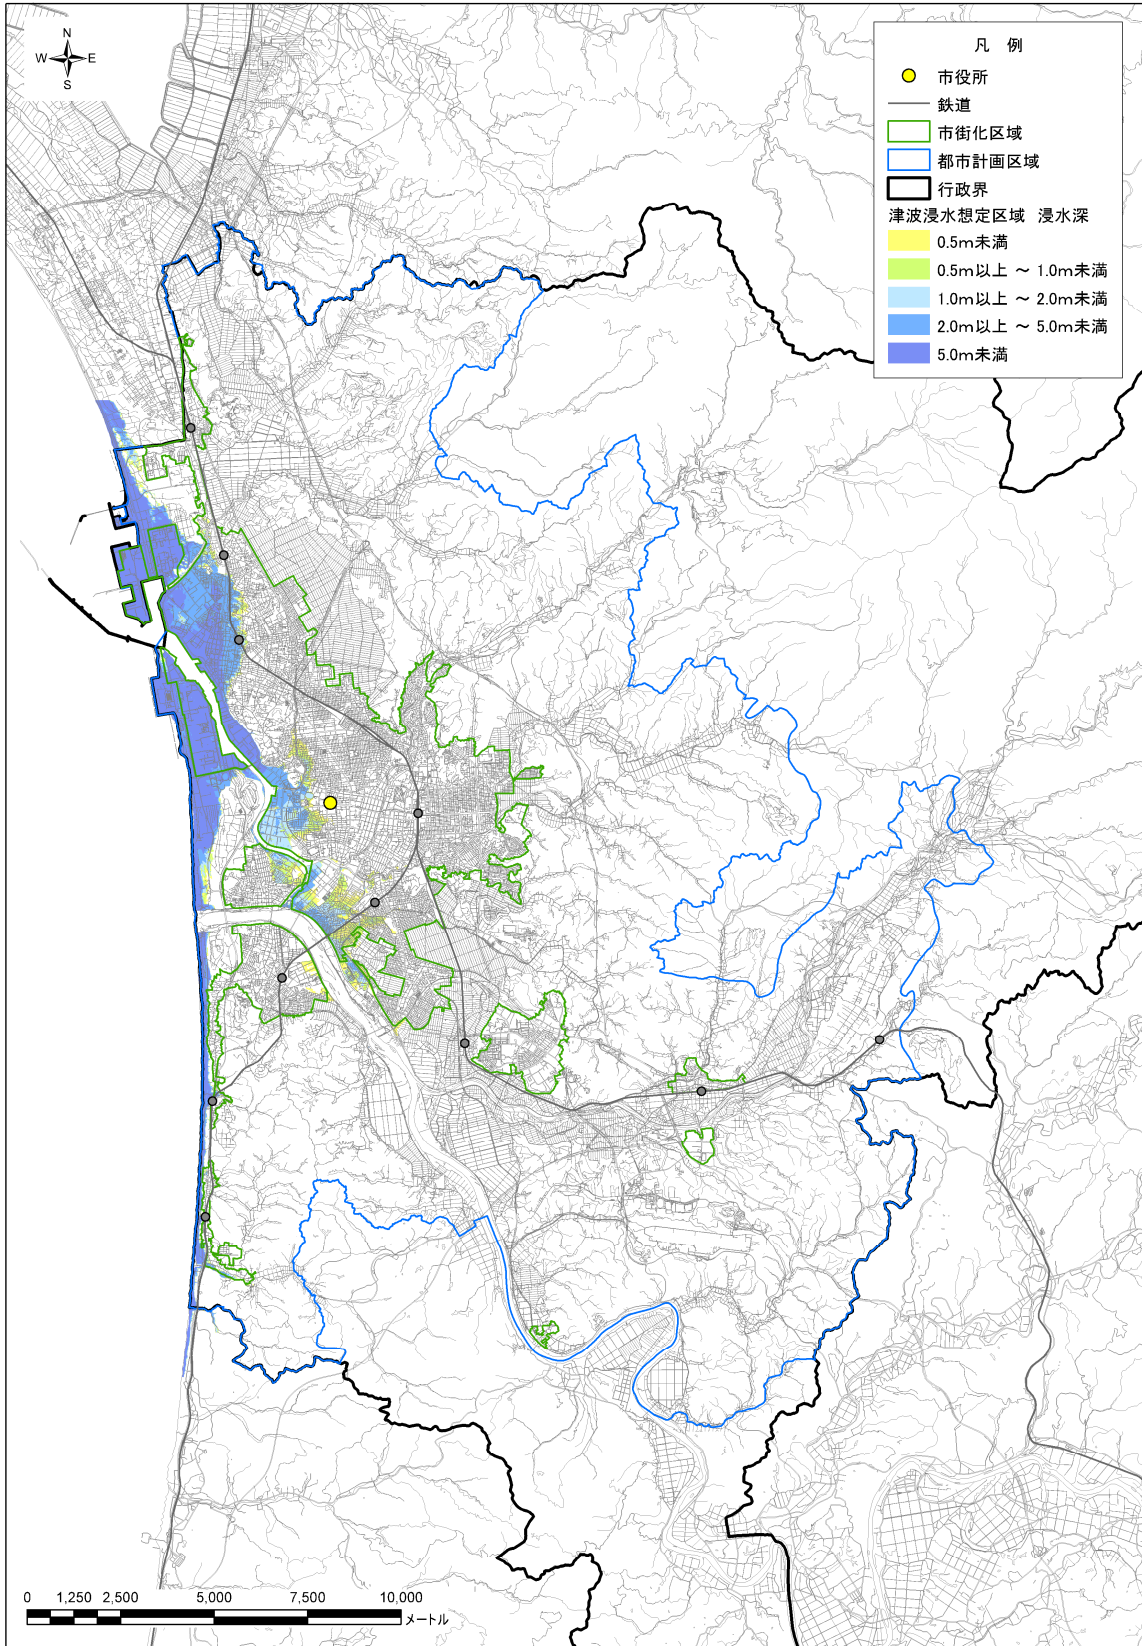 N
W E
S
凡 例
市役所
鉄道
市街化区域
都市計画区域
行政界
津波浸水想定区域 浸水深
0.5m未満
0.5m以上 ～ 1.0m未満
1.0m以上 ～ 2.0m未満
2.0m以上 ～ 5.0m未満
5.0m未満
0 1,250 2,500 5,000 7,500 10,000
メートル